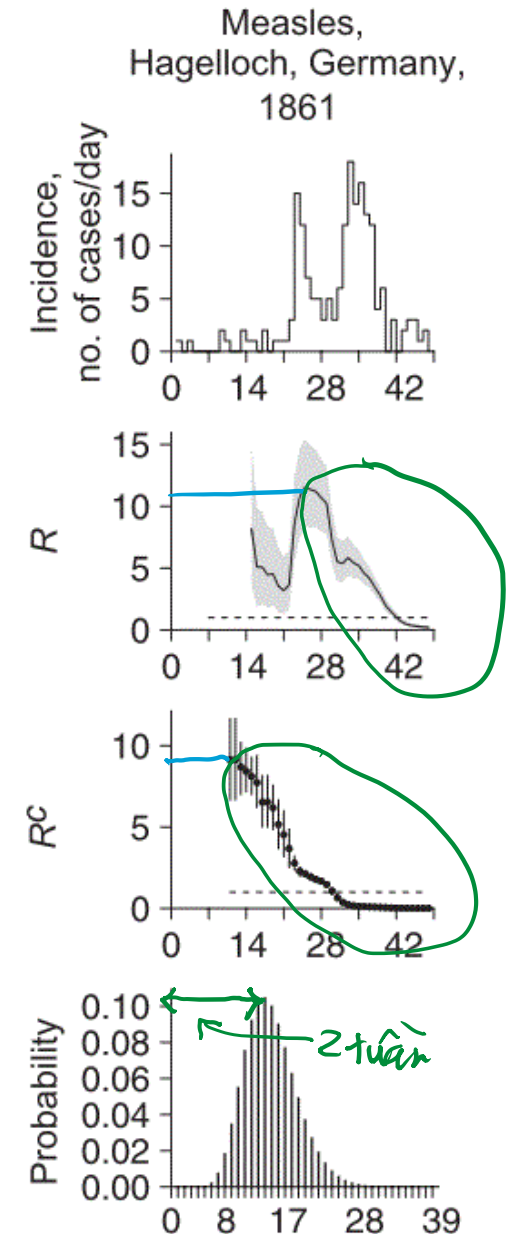 Measles,
Hagelloch, Germany,
1861
Incidence,
no. of cases/day
15
10
5
0
0 14 28 42
R
15
10
5
0
0 14 28 42
Rc
10
5
0
0 14 28 42
Probability
0.10
0.08
0.06
0.04
0.02
0.00
2 tuần
0 8 17 28 39